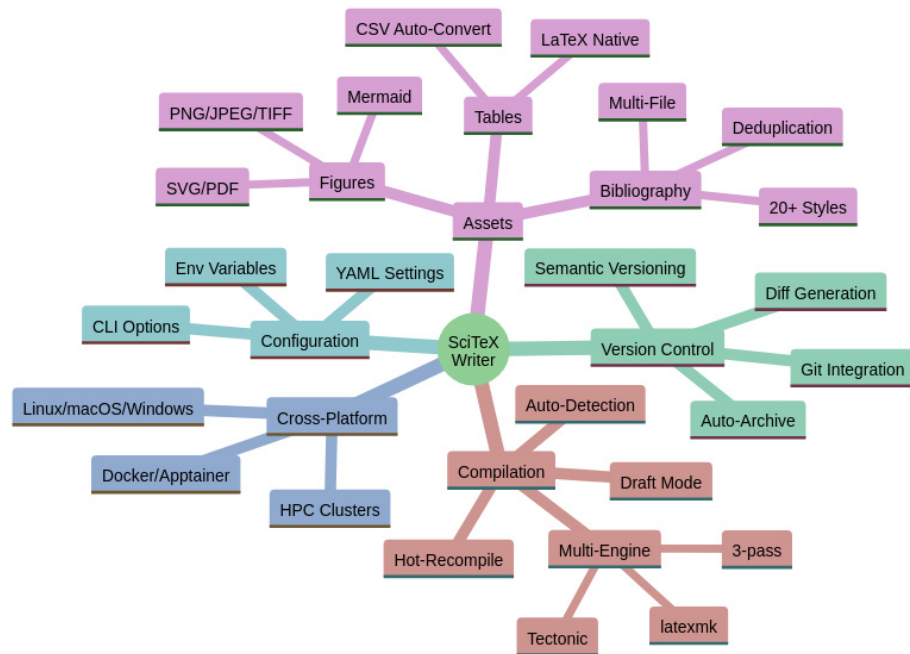 CSV Auto-Convert
LaTeX Native
Mermaid
Multi-File
PNG/JPEG/TIFF
Tables
Deduplication
SVG/PDF
Figures
Bibliography
20+ Styles
Assets
Env Variables
YAML Settings
Semantic Versioning
Diff Generation
CLI Options
Configuration
SciTeX
Writer
Version Control
Git Integration
Linux/macOS/Windows
Cross-Platform
Auto-Detection
Auto-Archive
Docker/Apptainer
Compilation
Draft Mode
HPC Clusters
Hot-Recompile
Multi-Engine
3-pass
Tectonic
latexmk